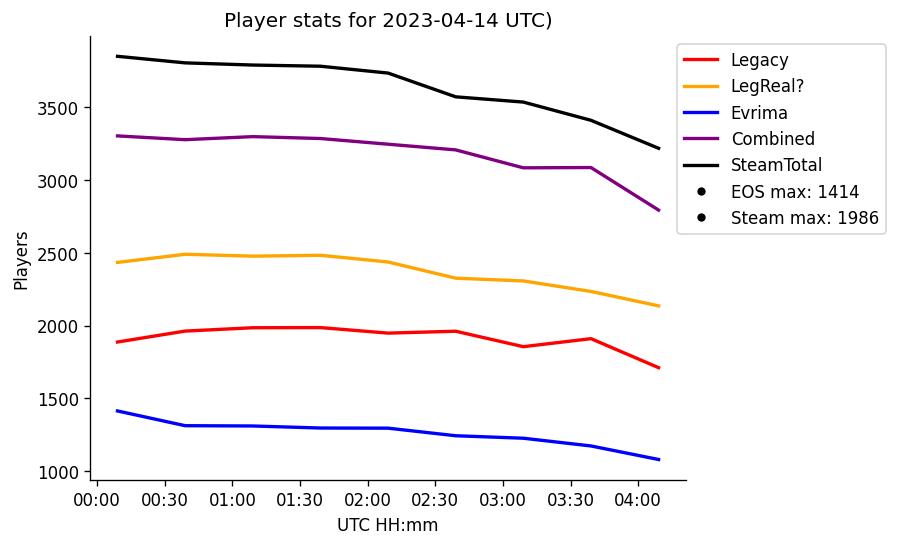 Player stats for 2023-04-14 UTC)
Legacy
LegReal?
Evrima
Combined
SteamTotal
EOS max: 1414
Steam max: 1986
Players
3500
3000
2500
2000
1500
1000
00:00 00:30 01:00 01:30 02:00 02:30 03:00 03:30 04:00
UTC HH:mm